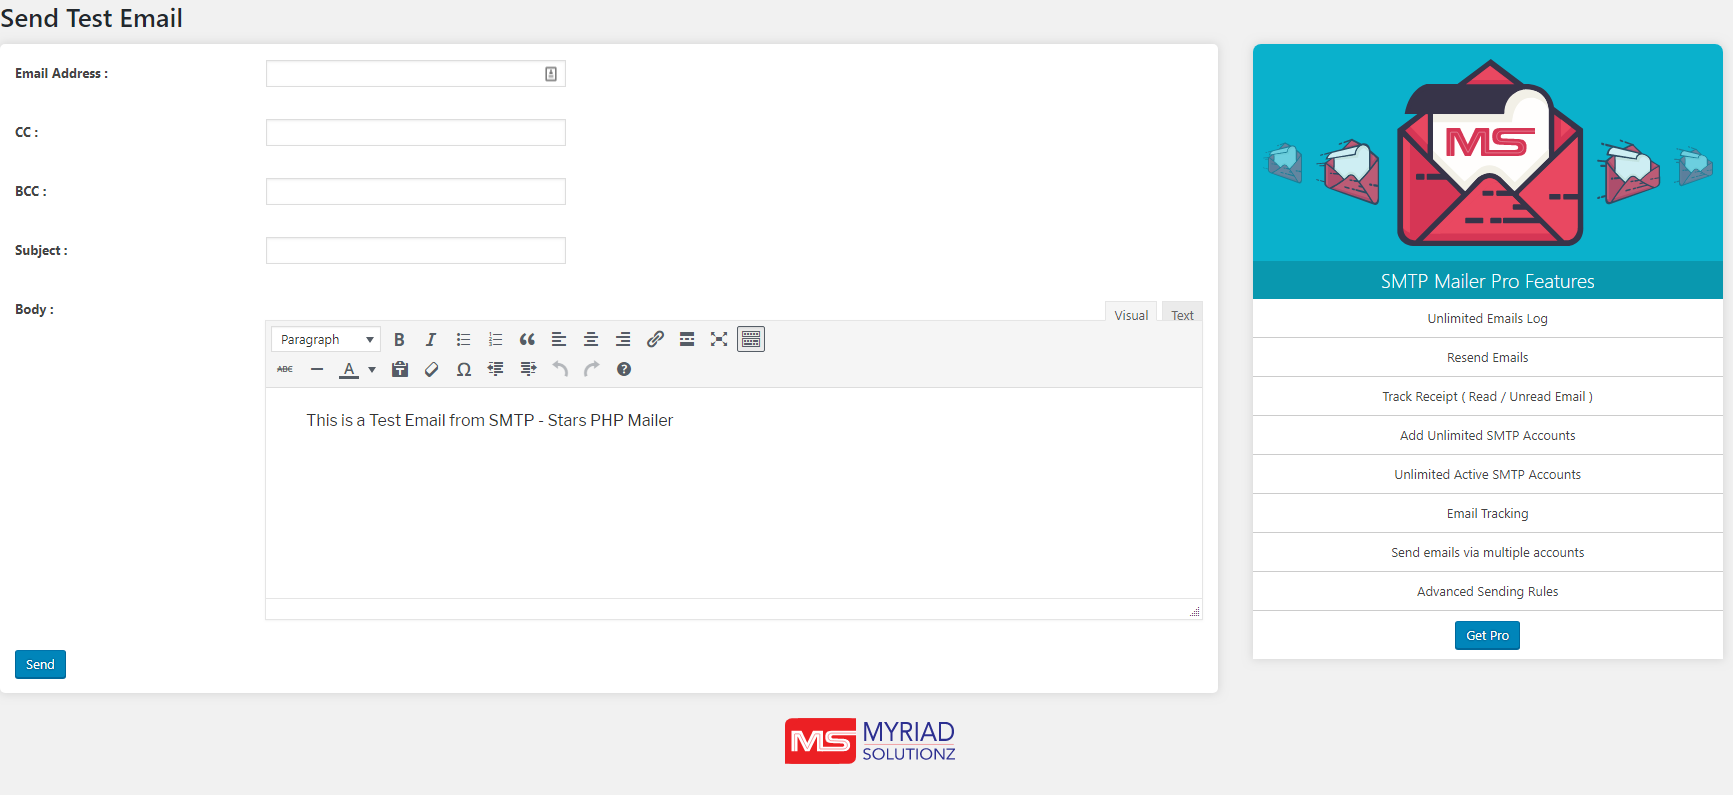 Send Test Email
Email Address :
CC :
BCC :
Subject :
Body :
Visual Text
Paragraph B I
ABC A Ω ?
This is a Test Email from SMTP - Stars PHP Mailer
Send
MS
SMTP Mailer Pro Features
Unlimited Emails Log
Resend Emails
Track Receipt ( Read / Unread Email )
Add Unlimited SMTP Accounts
Unlimited Active SMTP Accounts
Email Tracking
Send emails via multiple accounts
Advanced Sending Rules
Get Pro
MS MYRIAD
SOLUTIONZ